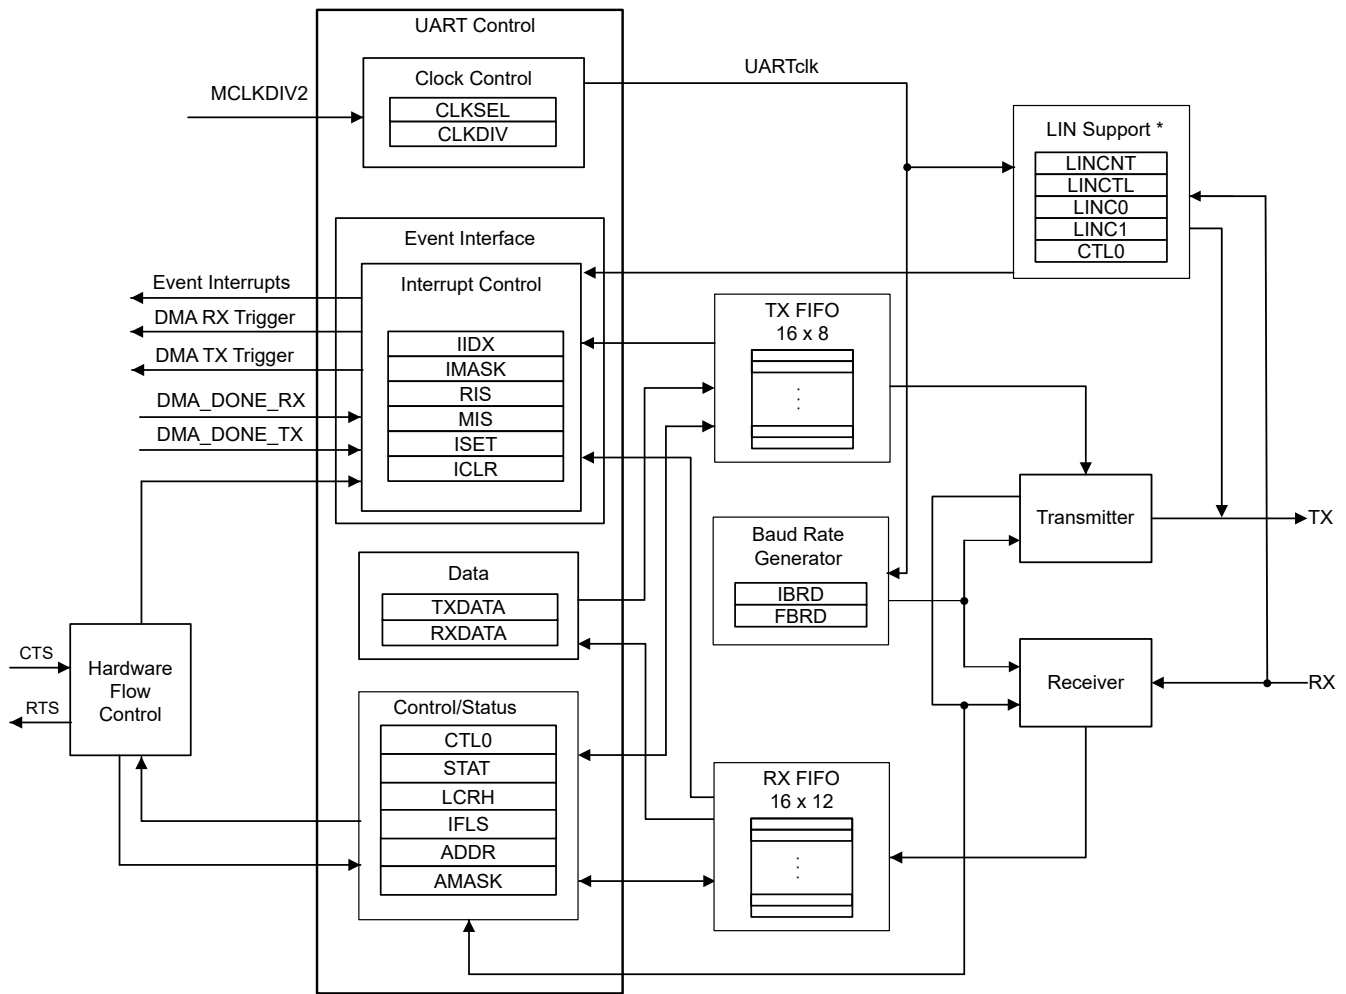 UART Control
Clock Control
CLKSEL
CLKDIV
MCLKDIV2
UARTclk
LIN Support *
LINCNT
LINCTL
LINC0
LINC1
CTL0
Event Interface
Interrupt Control
IIDX
IMASK
RIS
MIS
ISET
ICLR
Event Interrupts
DMA RX Trigger
DMA TX Trigger
DMA_DONE_RX
DMA_DONE_TX
TX FIFO
16 x 8
Transmitter
TX
Baud Rate
Generator
IBRD
FBRD
Data
TXDATA
RXDATA
CTS
RTS
Hardware
Flow
Control
Receiver
RX
Control/Status
CTL0
STAT
LCRH
IFLS
ADDR
AMASK
RX FIFO
16 x 12